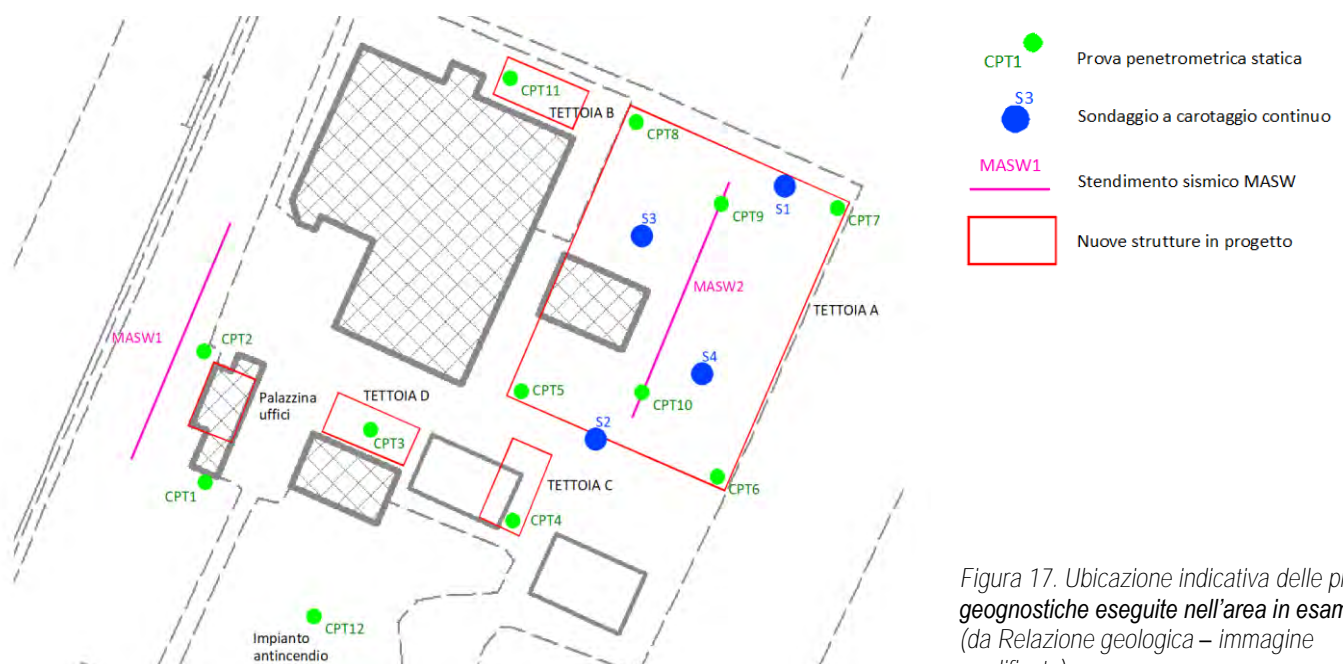 CPT11
TETTOIA B
CPT8
S1
CPT7
S3
CPT9
MASW2
TETTOIA A
MASW1
CPT2
S4
Palazzina
uffici
TETTOIA D
CPT5
CPT10
CPT3
S2
CPT1
TETTOIA C
CPT6
CPT4
CPT12
Impianto
antincendio
CPT1 Prova penetrometrica statica
S3 Sondaggio a carotaggio continuo
MASW1 Stendimento sismico MASW
Nuove strutture in progetto
Figura 17. Ubicazione indicativa delle
geognostiche eseguite nell'area in
(da Relazione geologica – immagine